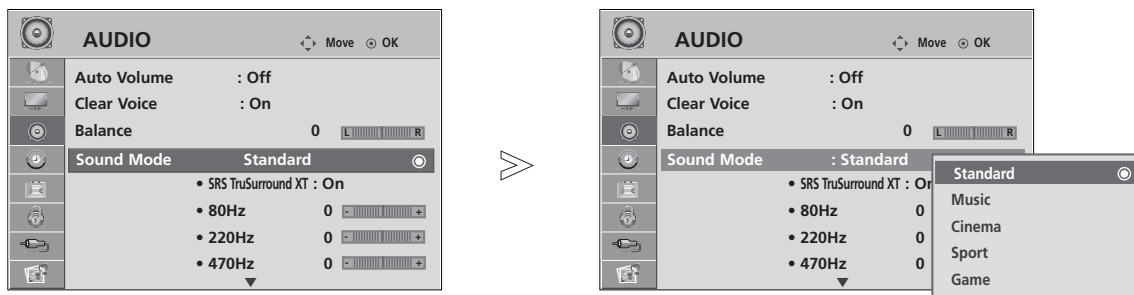 AUDIO Move OK
Auto Volume : Off
Clear Voice : On
Balance 0 L R
Sound Mode Standard
• SRS TruSurround XT : On
• 80Hz 0 - +
• 220Hz 0 - +
• 470Hz 0 - +
AUDIO Move OK
Auto Volume : Off
Clear Voice : On
Balance 0 L R
Sound Mode : Standard
• SRS TruSurround XT : On
• 80Hz 0
• 220Hz 0
• 470Hz 0
Standard
Music
Cinema
Sport
Game